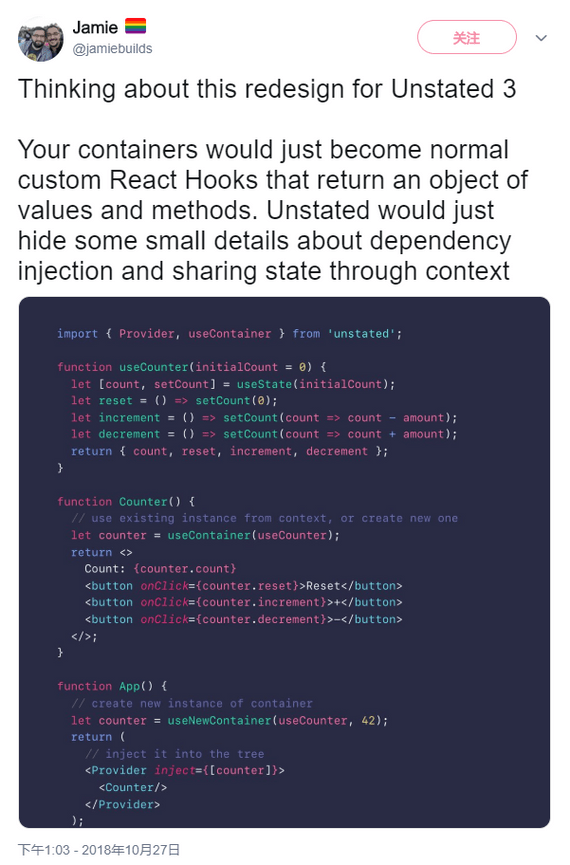 Jamie 🏳️‍🌈
@jamiebuilds
关注
Thinking about this redesign for Unstated 3
Your containers would just become normal
custom React Hooks that return an object of
values and methods. Unstated would just
hide some small details about dependency
injection and sharing state through context
import { Provider, useContainer } from 'unstated';
function useCounter(initialCount = 0) {
  let [count, setCount] = useState(initialCount);
  let reset = () => setCount(0);
  let increment = () => setCount(count => count - amount);
  let decrement = () => setCount(count => count + amount);
  return { count, reset, increment, decrement };
}
function Counter() {
  // use existing instance from context, or create new one
  let counter = useContainer(useCounter);
  return <>
    Count: {counter.count}
    <button onClick={counter.reset}>Reset</button>
    <button onClick={counter.increment}>+</button>
    <button onClick={counter.decrement}>-</button>
  </>;
}
function App() {
  // create new instance of container
  let counter = useNewContainer(useCounter, 42);
  return (
    // inject it into the tree
    <Provider inject={[counter]}>
      <Counter/>
    </Provider>
  );
下午1:03 - 2018年10月27日